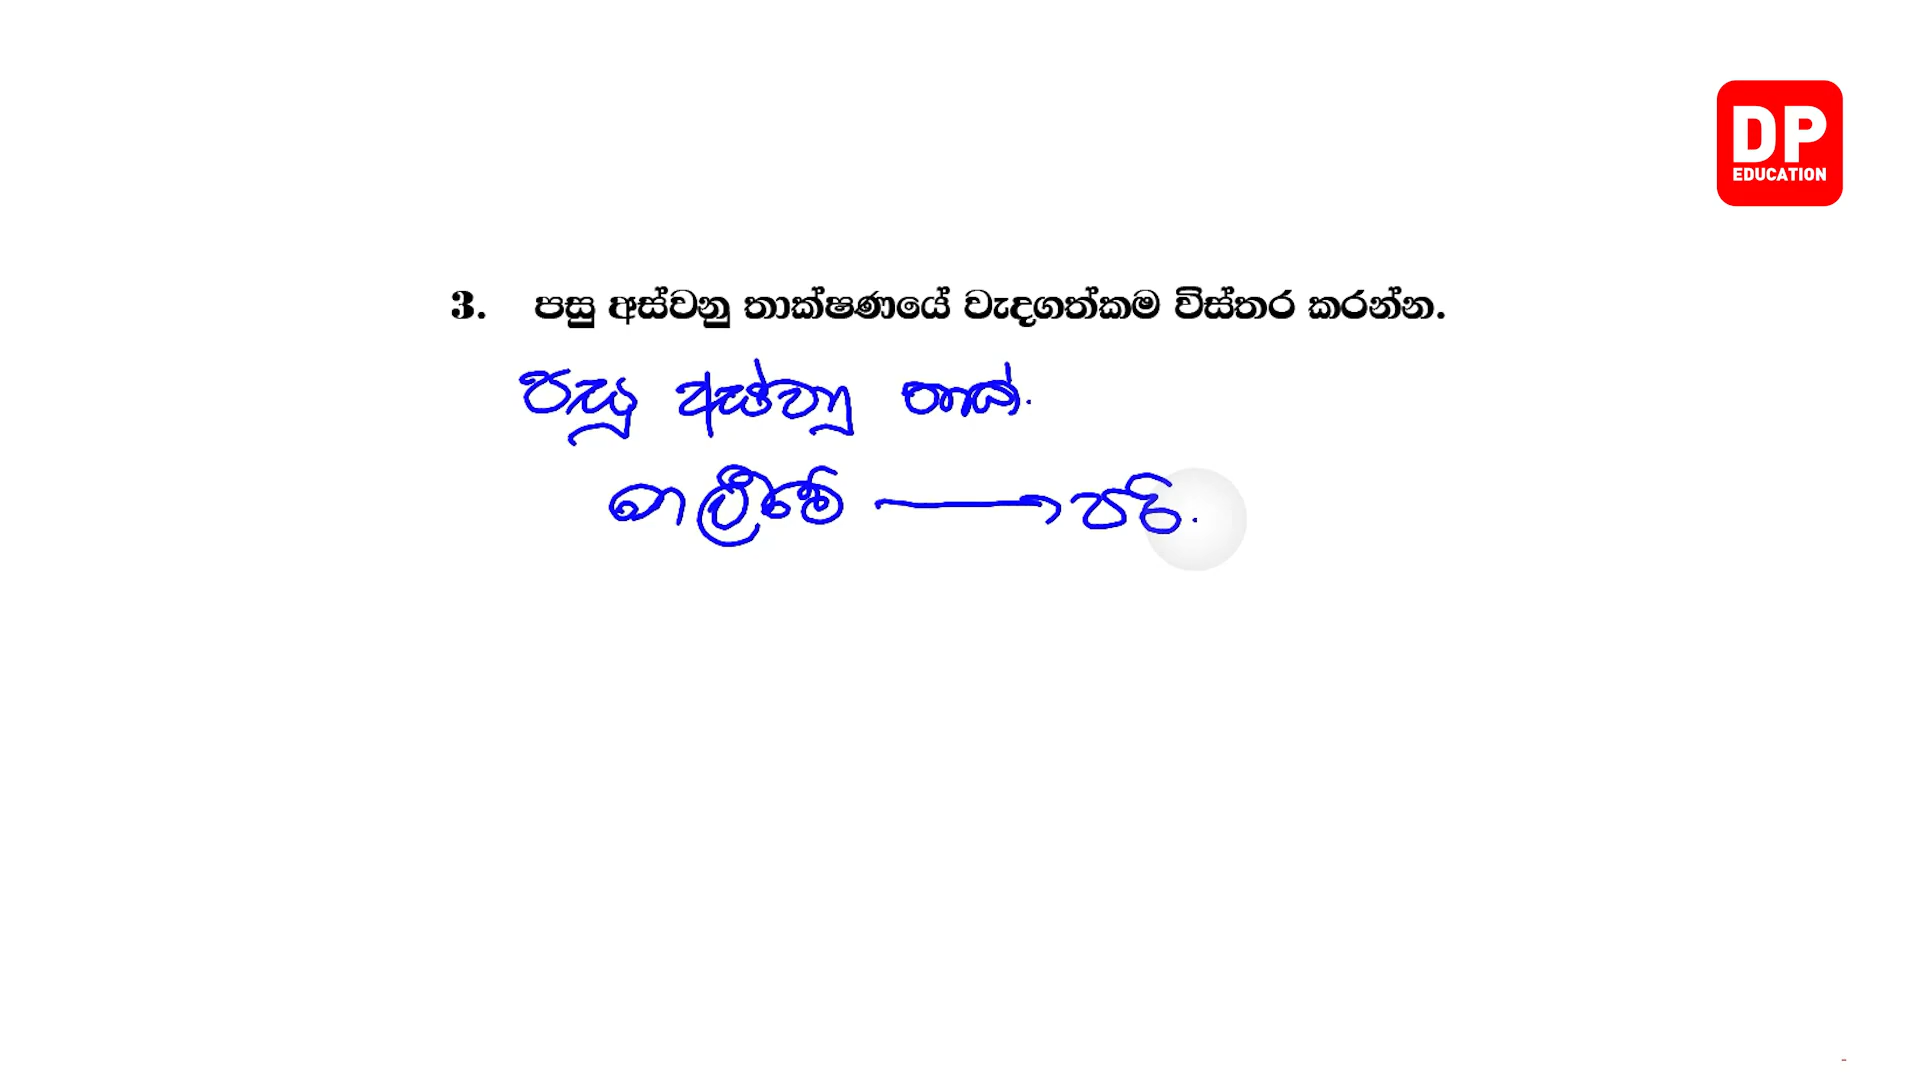 DP
EDUCATION
3. පසු අස්වනු තාක්ෂණයේ වැදගත්කම විස්තර කරන්න.
පසු අස්වනු තාක්.
නෙලීමේ → පරි.